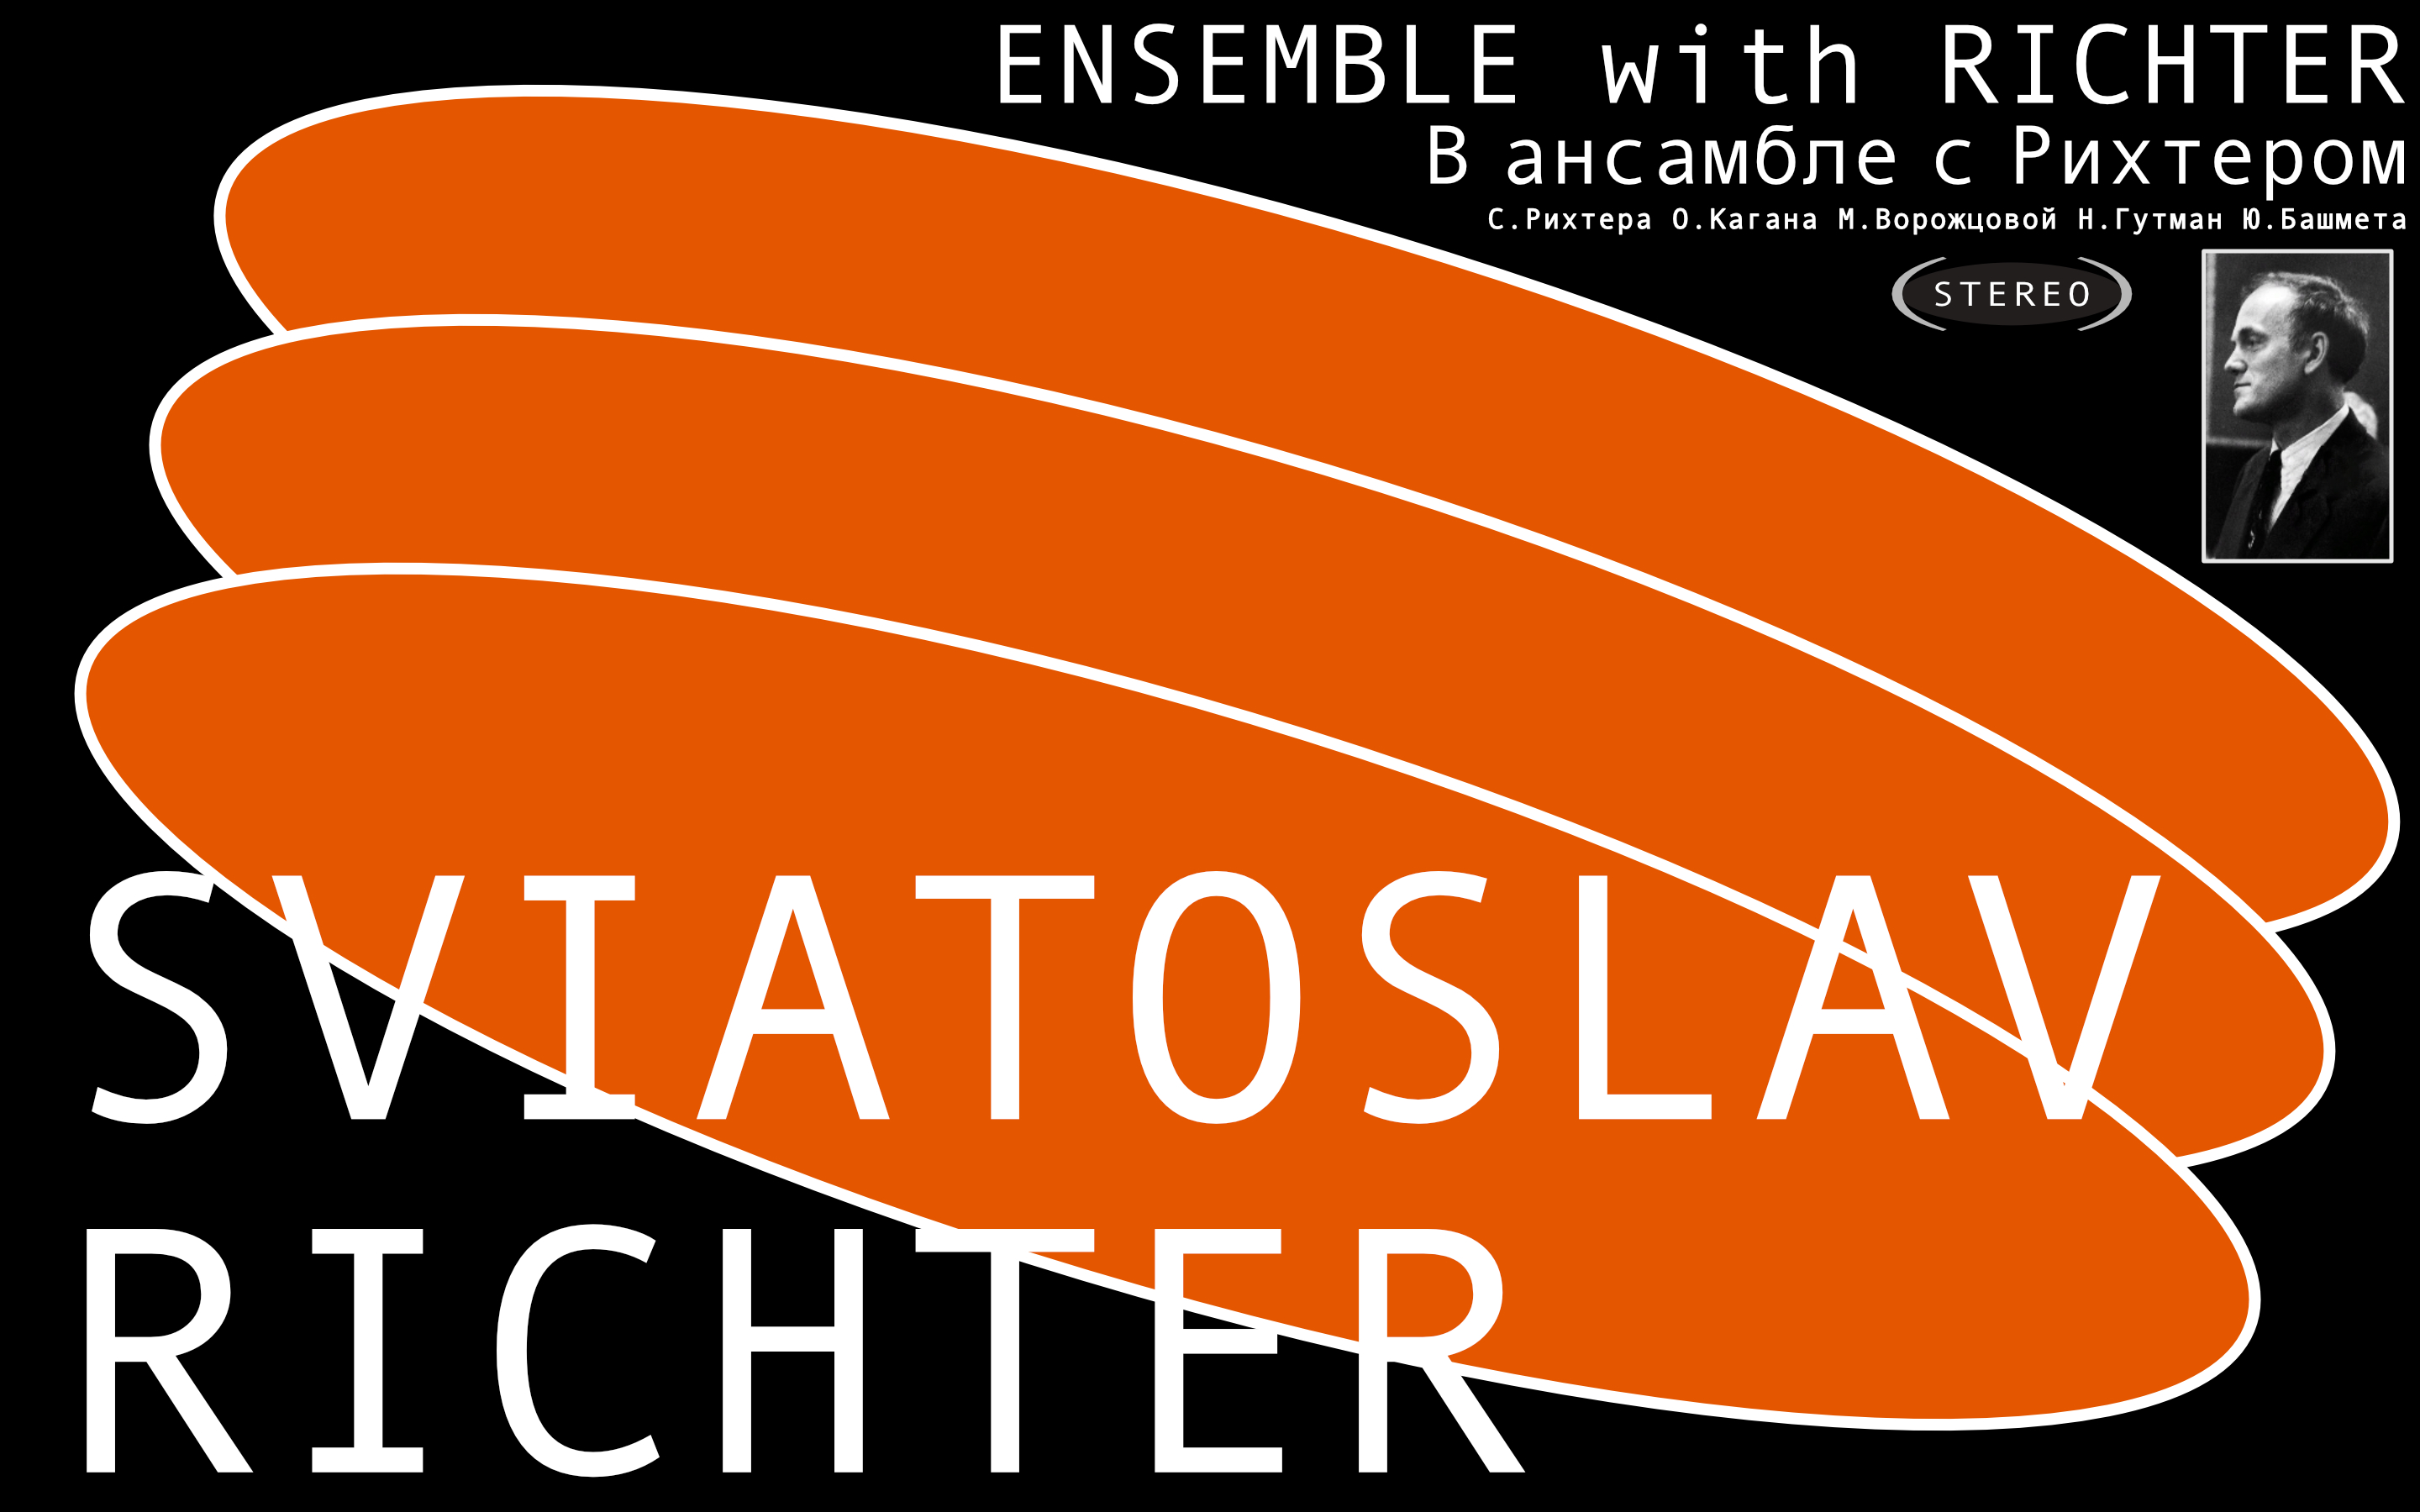 ENSEMBLE with RICHTER
В ансамбле с Рихтером
С.Рихтера О.Кагана М.Ворожцовой Н.Гутман Ю.Башмета
STEREO
SVIATOSLAV
RICHTER